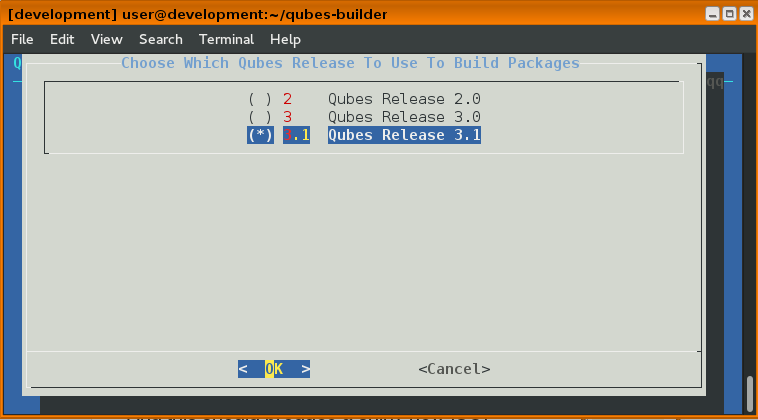 [development] user@development:~/qubes-builder
File Edit View Search Terminal Help
Q
Choose Which Qubes Release To Use To Build Packages
qq
( ) 2 Qubes Release 2.0
( ) 3 Qubes Release 3.0
(*) 3.1 Qubes Release 3.1
< OK > <Cancel>